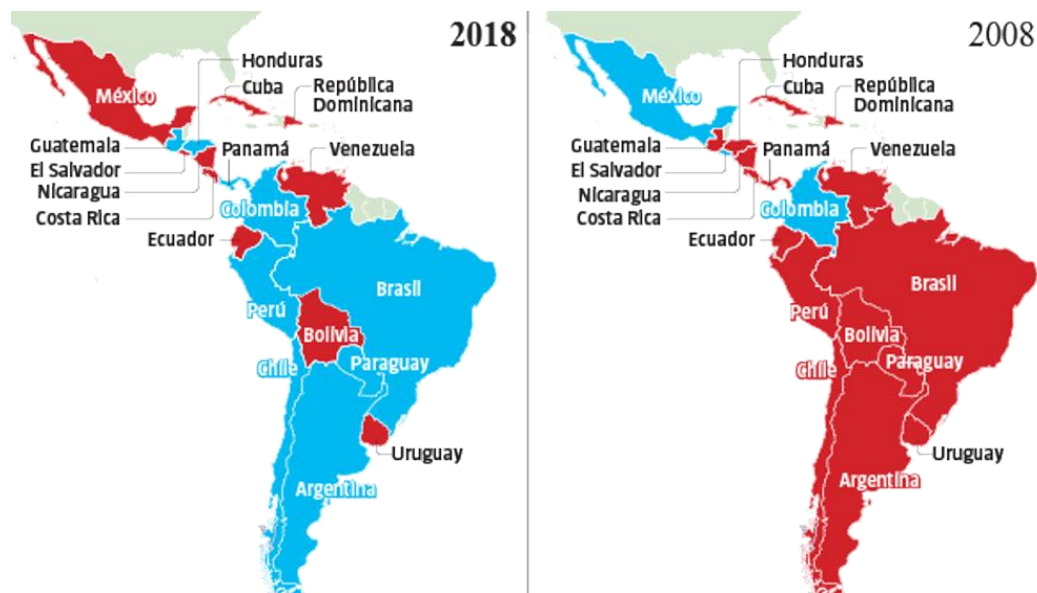 2018
Honduras
Cuba
República
Dominicana
México
Guatemala
El Salvador
Nicaragua
Costa Rica
Panamá
Venezuela
Colombia
Ecuador
Brasil
Perú
Bolivia
Paraguay
Chile
Uruguay
Argentina
2008
Honduras
Cuba
República
Dominicana
México
Guatemala
El Salvador
Nicaragua
Costa Rica
Panamá
Venezuela
Colombia
Ecuador
Brasil
Perú
Bolivia
Paraguay
Chile
Uruguay
Argentina